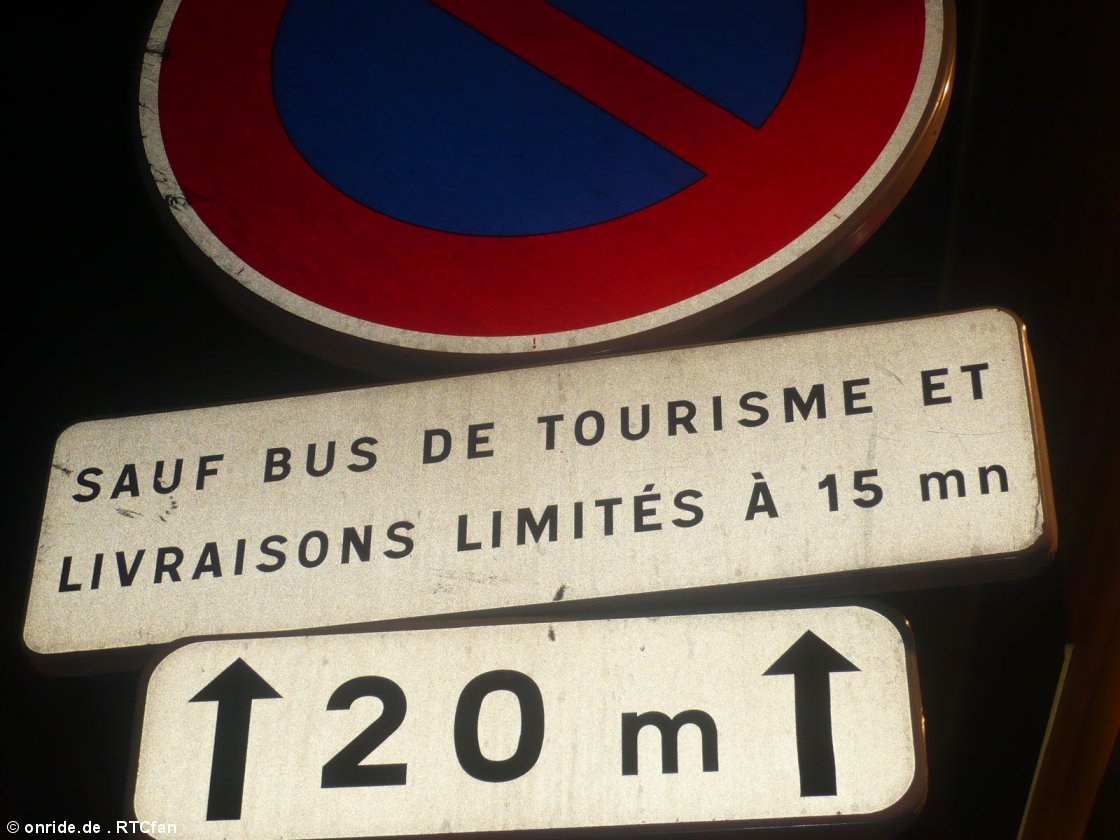 SAUF BUS DE TOURISME ET
LIVRAISONS LIMITÉS À 15 mn
20 m
© onride.de . RTCfan